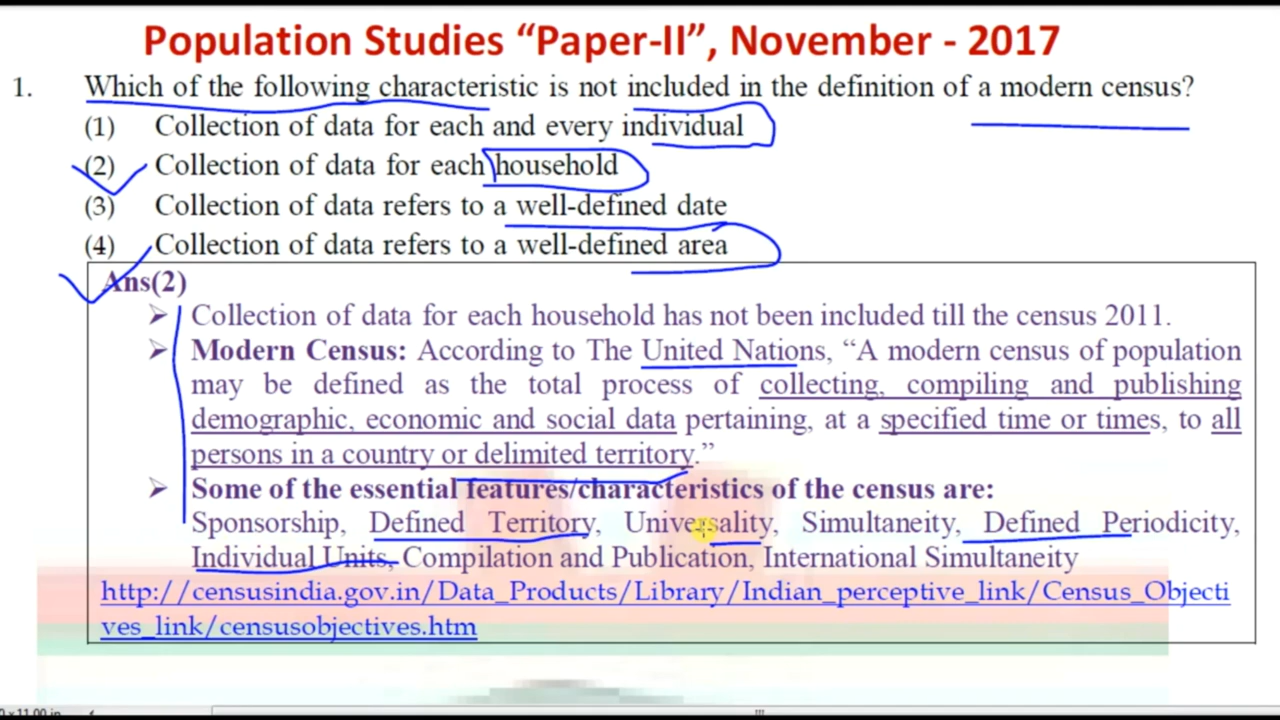 Population Studies “Paper-II”, November - 2017
1. Which of the following characteristic is not included in the definition of a modern census?
(1) Collection of data for each and every individual
(2) Collection of data for each household
(3) Collection of data refers to a well-defined date
(4) Collection of data refers to a well-defined area
Ans(2)
➢ Collection of data for each household has not been included till the census 2011.
➢ Modern Census: According to The United Nations, “A modern census of population
may be defined as the total process of collecting, compiling and publishing
demographic, economic and social data pertaining, at a specified time or times, to all
persons in a country or delimited territory.”
➢ Some of the essential features/characteristics of the census are:
Sponsorship, Defined Territory, Universality, Simultaneity, Defined Periodicity,
Individual Units, Compilation and Publication, International Simultaneity
http://censusindia.gov.in/Data_Products/Library/Indian_perceptive_link/Census_Objecti
ves_link/censusobjectives.htm